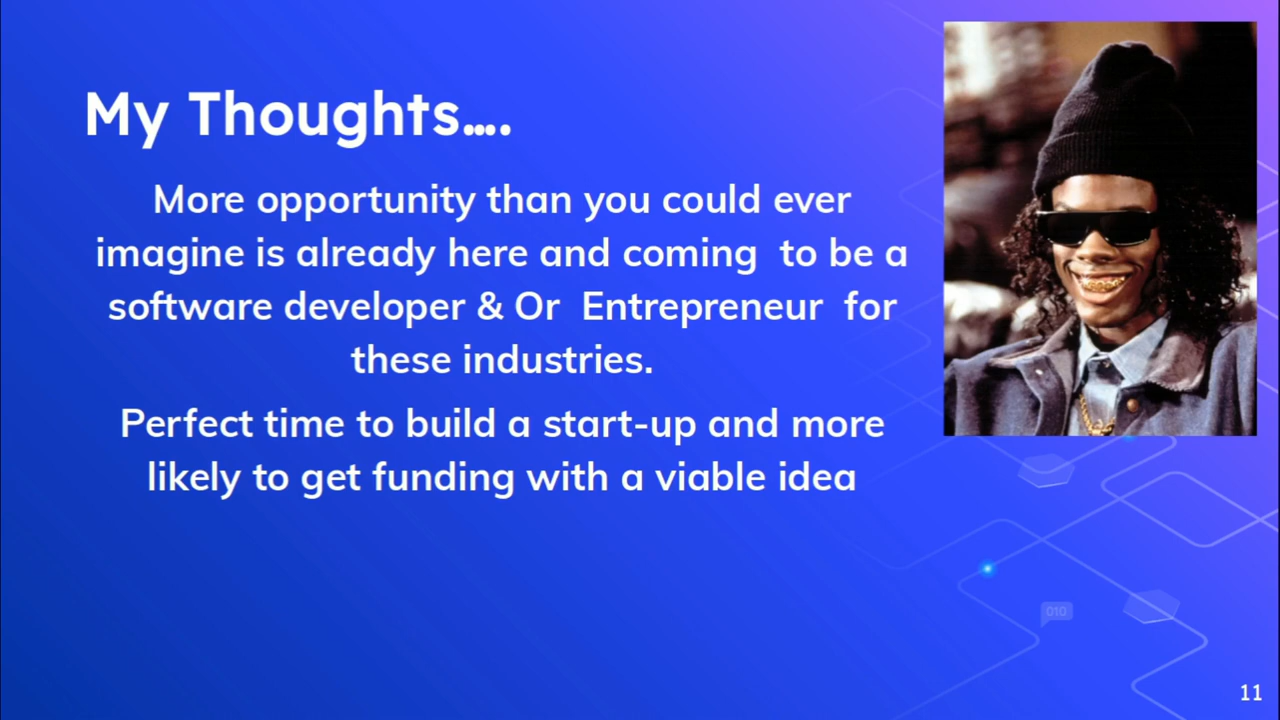 My Thoughts....
More opportunity than you could ever
imagine is already here and coming  to be a
software developer & Or  Entrepreneur  for
these industries.
Perfect time to build a start-up and more
likely to get funding with a viable idea
010
11